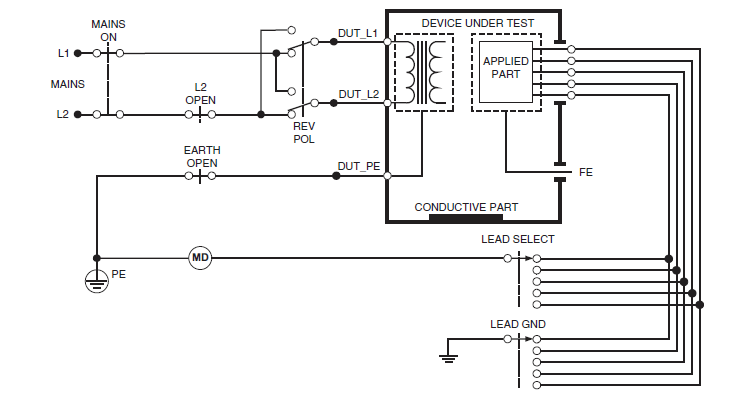 MAINS
ON
DEVICE UNDER TEST
DUT_L1
L1
APPLIED
PART
MAINS
L2
OPEN
DUT_L2
L2
REV
POL
EARTH
OPEN
DUT_PE
FE
CONDUCTIVE PART
LEAD SELECT
MD
PE
LEAD GND